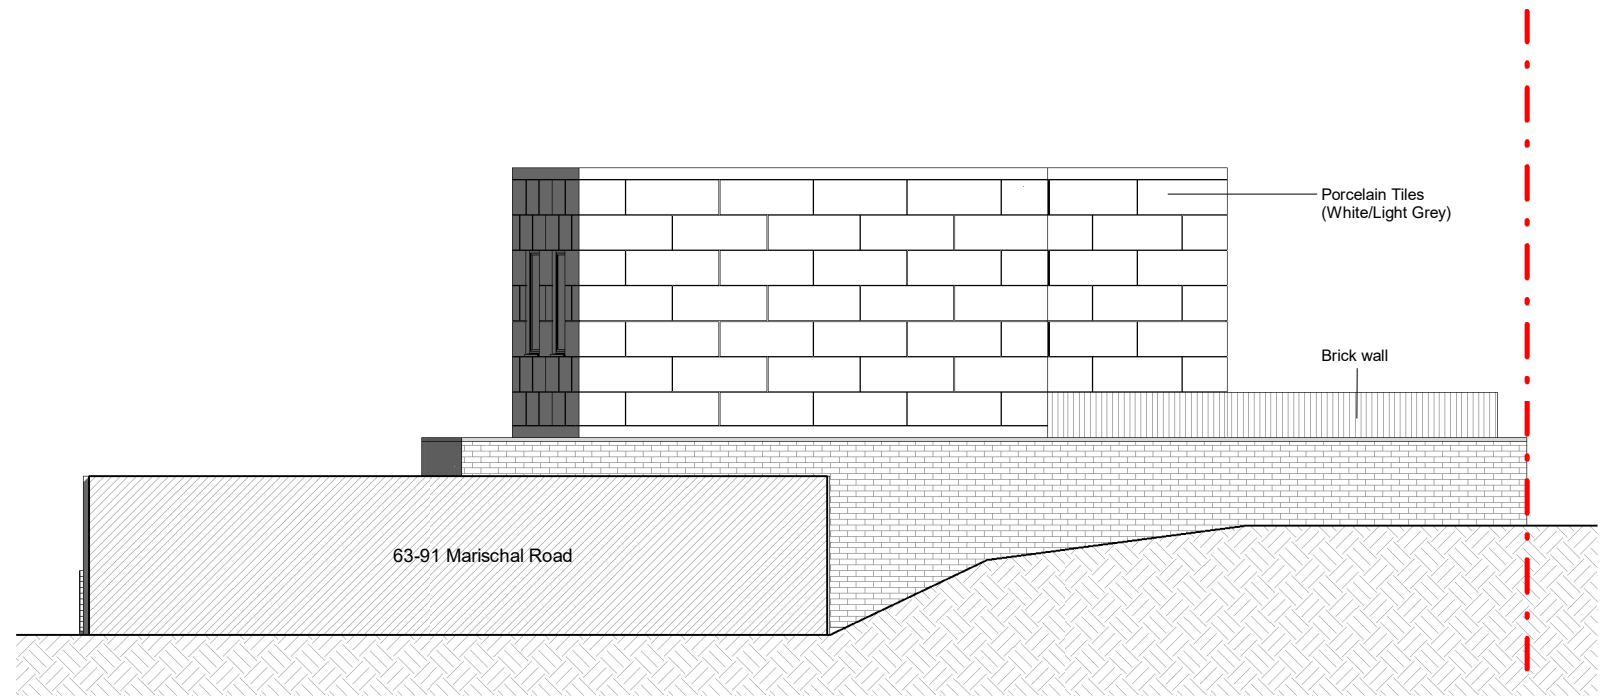 Porcelain Tiles
(White/Light Grey)
Brick wall
63-91 Marischal Road